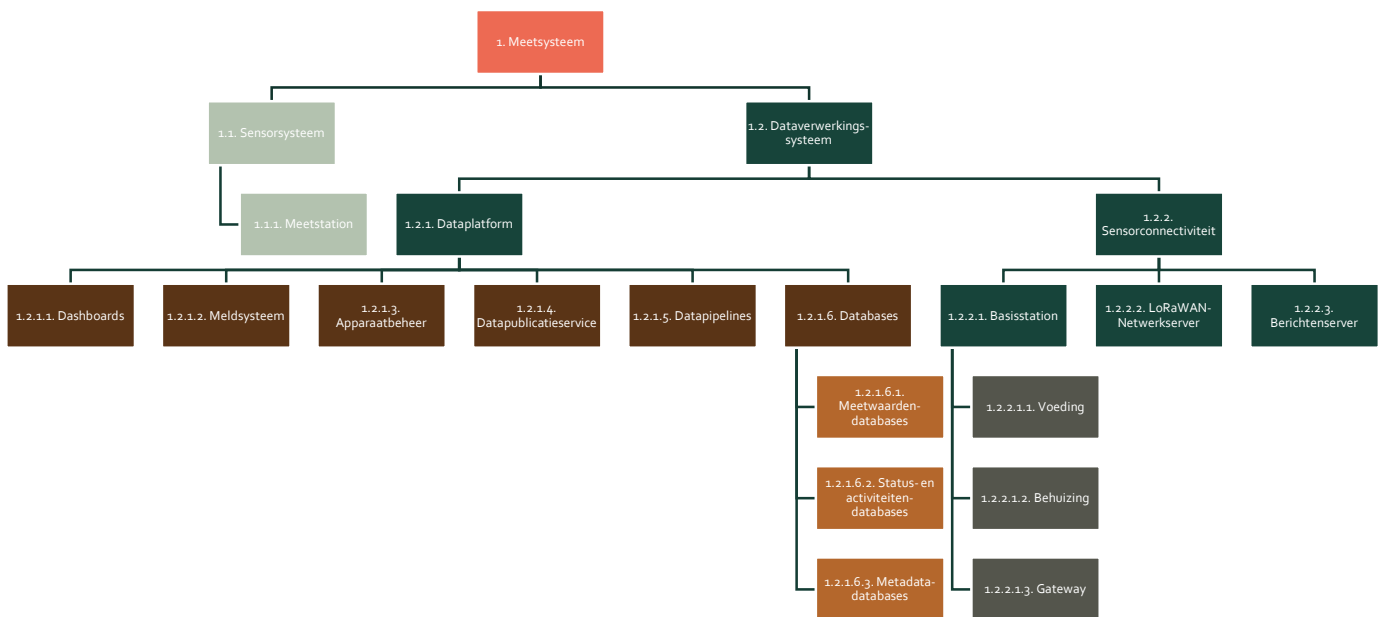 1. Meetsysteem
1.1. Sensorsysteem
1.2. Dataverwerkings-
systeem
1.1.1. Meetstation
1.2.1. Dataplatform
1.2.2.
Sensorconnectiviteit
1.2.1.1. Dashboards
1.2.1.2. Meldsysteem
1.2.1.3.
Apparaatbeheer
1.2.1.4.
Datapublicatieservice
1.2.1.5. Datapipelines
1.2.1.6. Databases
1.2.2.1. Basisstation
1.2.2.2. LoRaWAN-
Netwerkserver
1.2.2.3.
Berichtenserver
1.2.1.6.1.
Meetwaarden-
databases
1.2.2.1.1. Voeding
1.2.1.6.2. Status- en
activiteiten-
databases
1.2.2.1.2. Behuizing
1.2.1.6.3. Metadata-
databases
1.2.2.1.3. Gateway